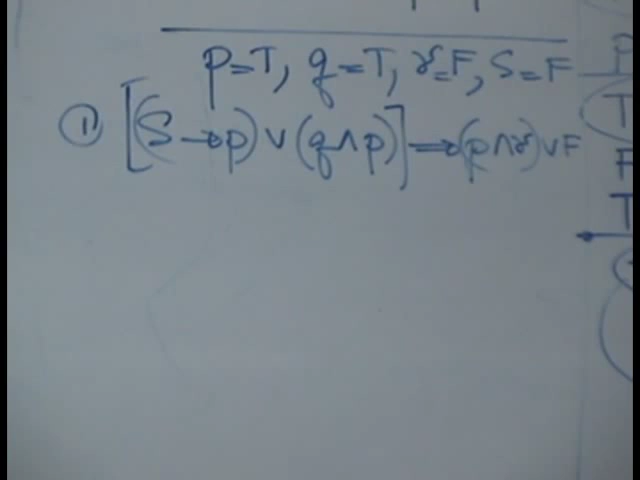 p=T, q=T, r=F, S=F
① [(S→p) ∨ (q∧p)] → (p∧r) ∨ F
P
T
F
T